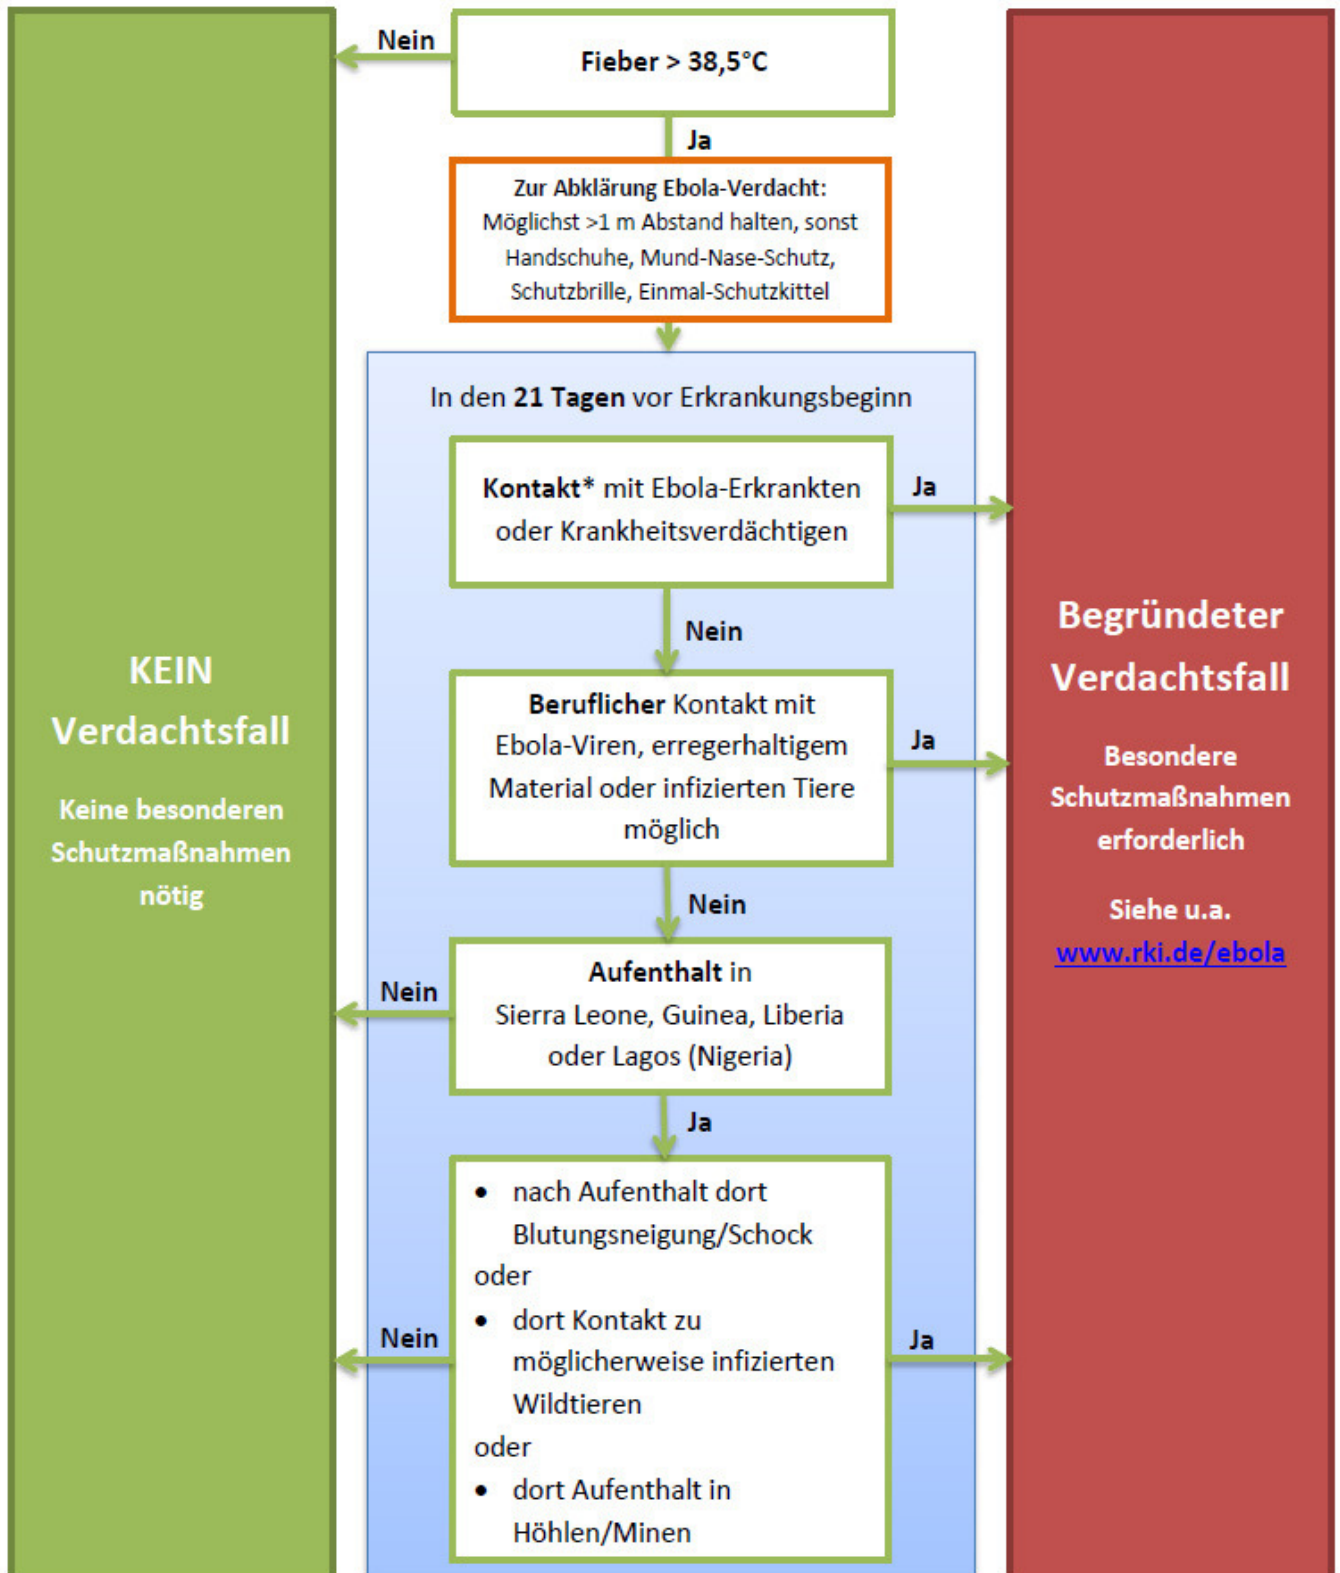 Nein
Fieber > 38,5°C
Ja
Zur Abklärung Ebola-Verdacht:
Möglichst >1 m Abstand halten, sonst
Handschuhe, Mund-Nase-Schutz,
Schutzbrille, Einmal-Schutzkittel
In den 21 Tagen vor Erkrankungsbeginn
Kontakt* mit Ebola-Erkrankten
oder Krankheitsverdächtigen
Ja
Nein
Beruflicher Kontakt mit
Ebola-Viren, erregerhaltigem
Material oder infizierten Tiere
möglich
Ja
Nein
Aufenthalt in
Sierra Leone, Guinea, Liberia
oder Lagos (Nigeria)
Nein
Ja
• nach Aufenthalt dort
Blutungsneigung/Schock
oder
• dort Kontakt zu
möglicherweise infizierten
Wildtieren
oder
• dort Aufenthalt in
Höhlen/Minen
Nein
Ja
KEIN
Verdachtsfall
Keine besonderen
Schutzmaßnahmen
nötig
Begründeter
Verdachtsfall
Besondere
Schutzmaßnahmen
erforderlich
Siehe u.a.
www.rki.de/ebola